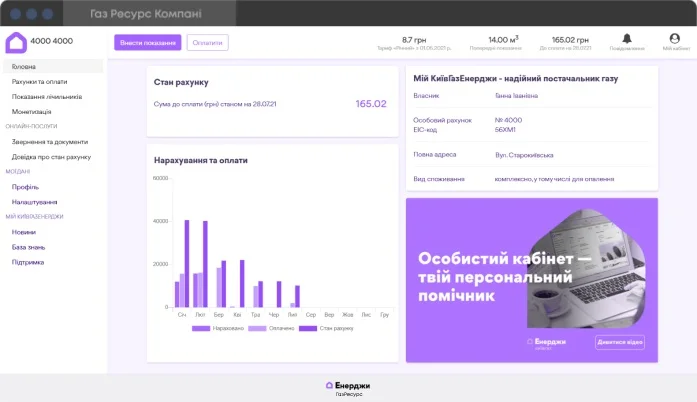 Газ Ресурс Компані
4000 4000
Внести показання
Оплатити
8.7 грн
Тариф «Річний» з 01.05.2021 р.
14.00 м³
Попередні показання
165.02 грн
До сплати на 28.07.21
Повідомлення
Мій кабінет
Головна
Рахунки та оплати
Показання лічильників
Монетизація
ОНЛАЙН-ПОСЛУГИ
Звернення та документи
Довідка про стан рахунку
МОЇ ДАНІ
Профіль
Налаштування
МІЙ КИЇВГАЗЕНЕРДЖИ
Новини
База знань
Підтримка
Стан рахунку
Сума до сплати (грн) станом на 28.07.21
165.02
Нарахування та оплати
60000
40000
20000
0
Січ Лют Бер Кві Тра Чер Лип Сер Вер Жов Лис Гру
Нараховано Оплачено Стан рахунку
Мій КиївГазЕнерджи - надійний постачальник газу
Власник Ганна Іванівна
Особовий рахунок № 4000
EIC-код 56XM1
Повна адреса Вул. Старокиївська
Вид споживання комплексно, у тому числі для опалення
Особистий кабінет —
твій персональний
помічник
Енерджи
Дивитися відео
Енерджи
ГазРесурс